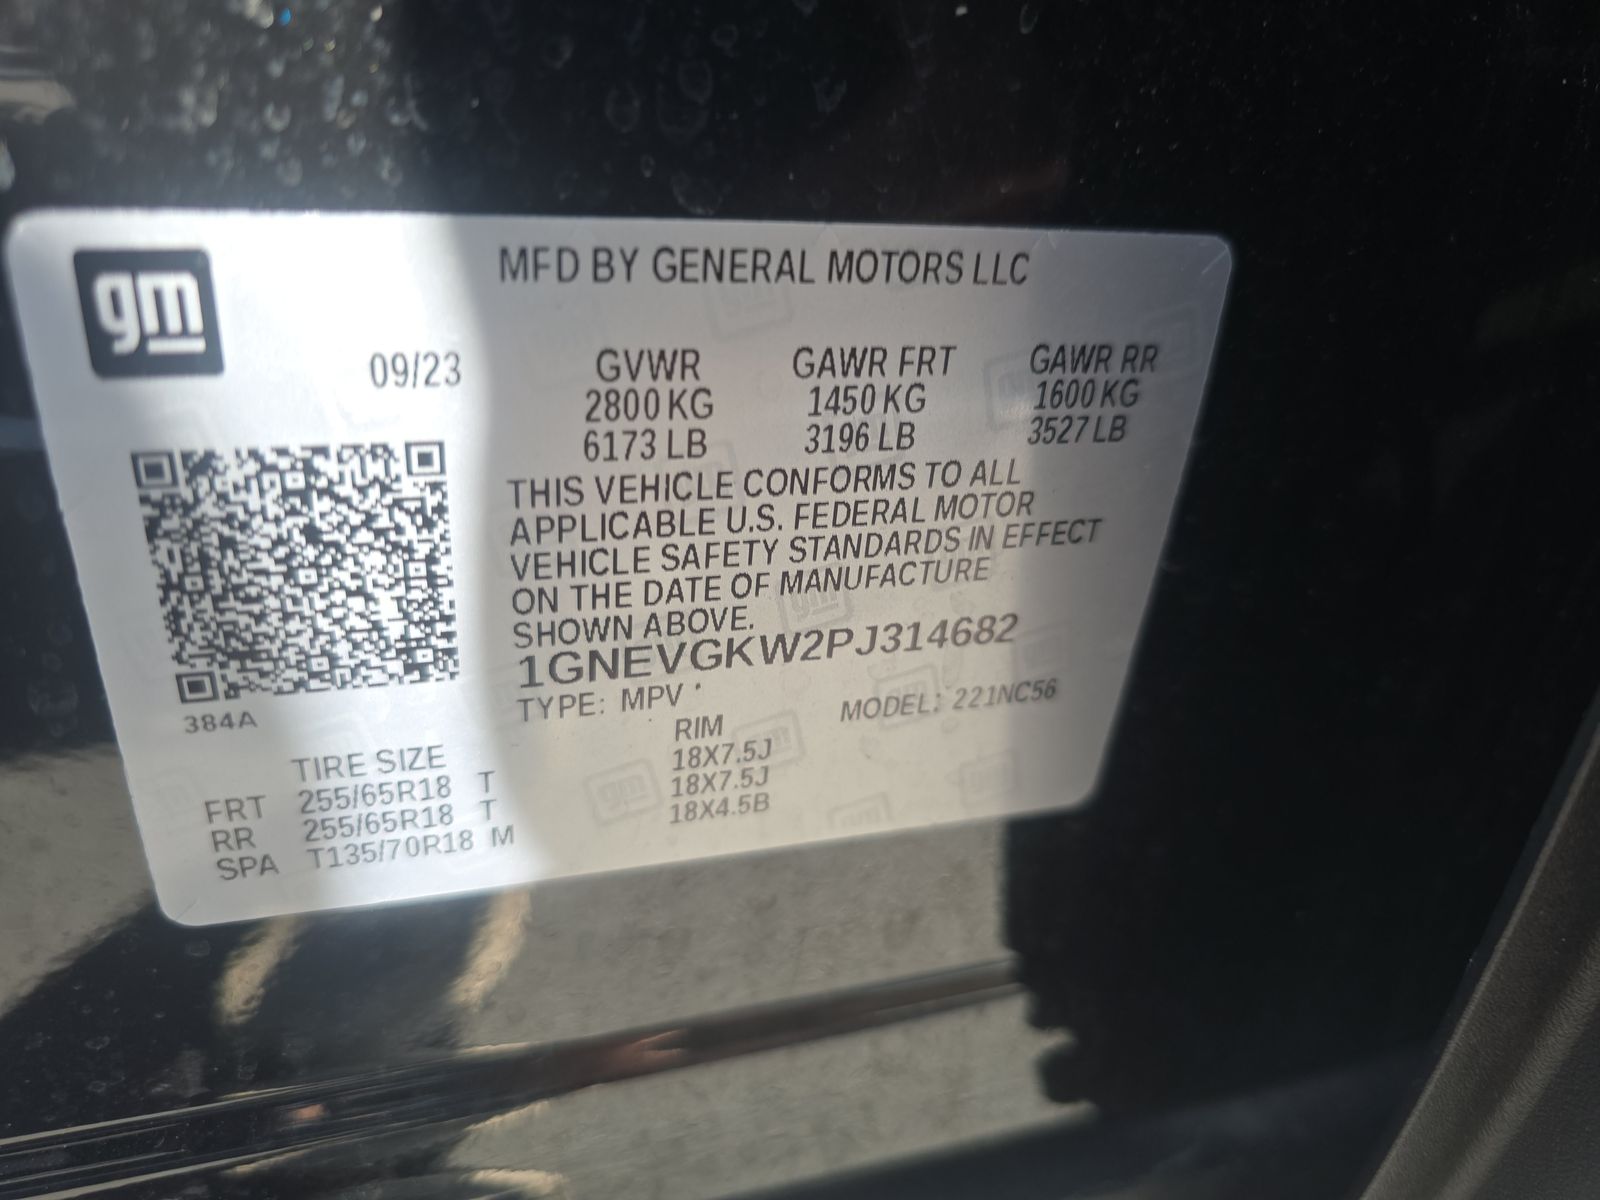 gm
MFD BY GENERAL MOTORS LLC
09/23
GVWR GAWR FRT GAWR RR
2800 KG 1450 KG 1600 KG
6173 LB 3196 LB 3527 LB
THIS VEHICLE CONFORMS TO ALL
APPLICABLE U.S. FEDERAL MOTOR
VEHICLE SAFETY STANDARDS IN EFFECT
ON THE DATE OF MANUFACTURE
SHOWN ABOVE.
1GNEVGKW2PJ314682
TYPE: MPV MODEL: 221NC56
384A
TIRE SIZE RIM
FRT 255/65R18 T 18X7.5J
RR 255/65R18 T 18X7.5J
SPA T135/70R18 M 18X4.5B